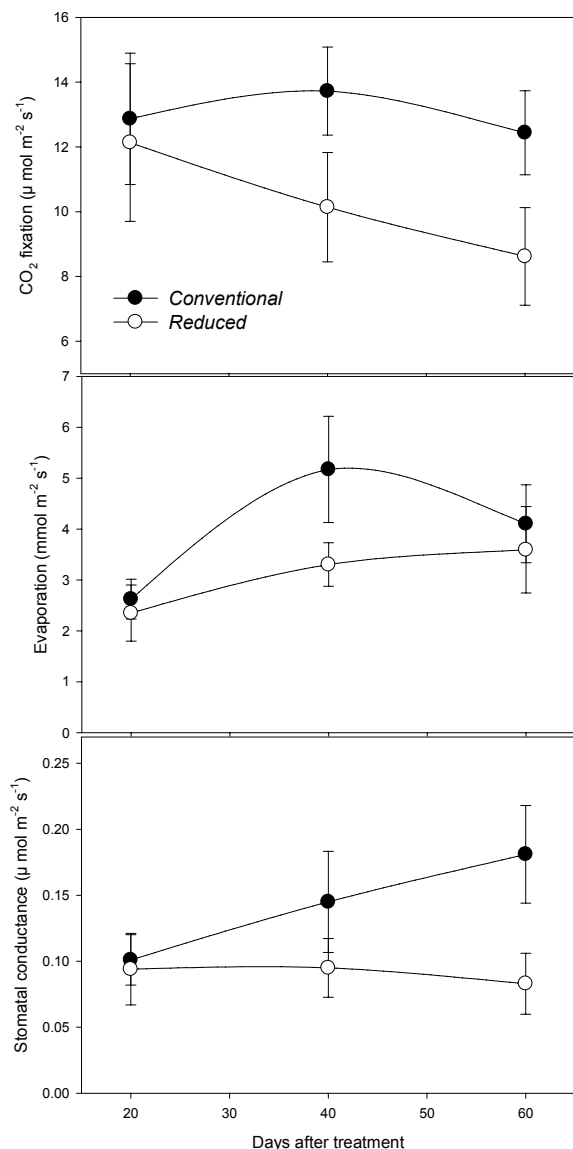 16
14
12
10
8
6
CO2 fixation (μ mol m-2 s-1)
Conventional
Reduced
7
6
5
4
3
2
1
0
Evaporation (mmol m-2 s-1)
0.25
0.20
0.15
0.10
0.05
0.00
Stomatal conductance (μ mol m-2 s-1)
20 30 40 50 60
Days after treatment